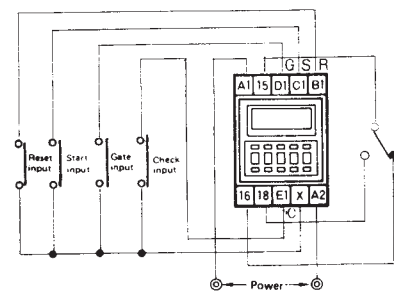 G S R
A1 15 D1 C1 B1
Reset input
Start input
Gate input
Check input
16 18 E1 X A2
C
Power